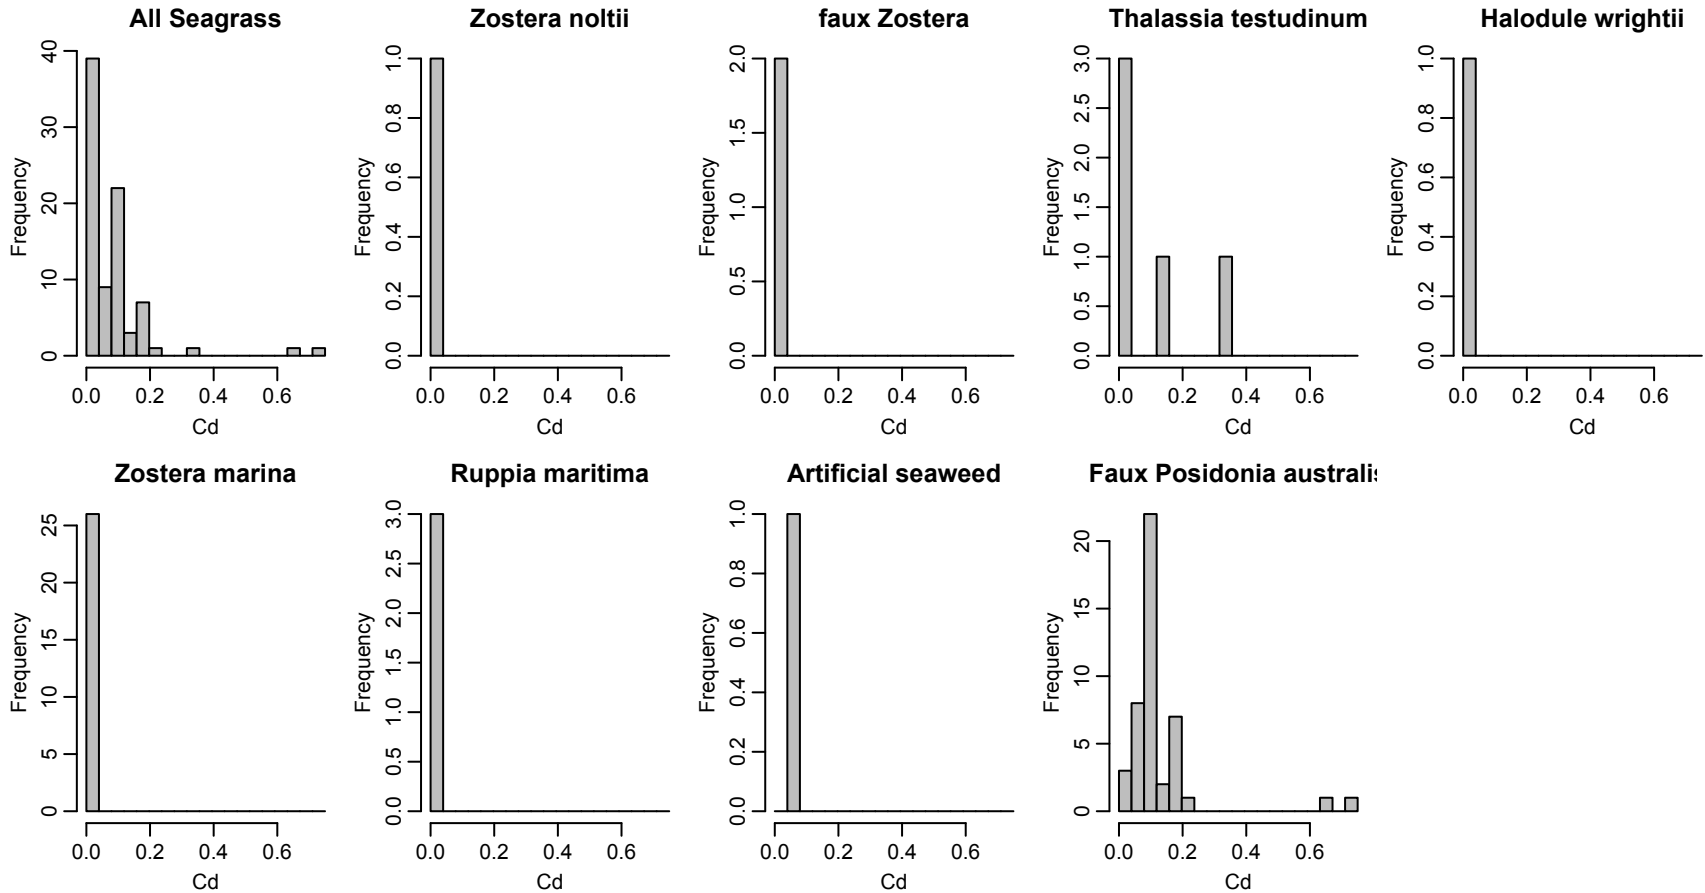 All Seagrass
Frequency
40
30
20
10
0
0.0 0.2 0.4 0.6
Cd
Zostera noltii
Frequency
1.0
0.8
0.6
0.4
0.2
0.0
0.0 0.2 0.4 0.6
Cd
faux Zostera
Frequency
2.0
1.5
1.0
0.5
0.0
0.0 0.2 0.4 0.6
Cd
Thalassia testudinum
Frequency
3.0
2.5
2.0
1.5
1.0
0.5
0.0
0.0 0.2 0.4 0.6
Cd
Halodule wrightii
Frequency
1.0
0.8
0.6
0.4
0.2
0.0
0.0 0.2 0.4 0.6
Cd
Zostera marina
Frequency
25
20
15
10
5
0
0.0 0.2 0.4 0.6
Cd
Ruppia maritima
Frequency
3.0
2.5
2.0
1.5
1.0
0.5
0.0
0.0 0.2 0.4 0.6
Cd
Artificial seaweed
Frequency
1.0
0.8
0.6
0.4
0.2
0.0
0.0 0.2 0.4 0.6
Cd
Faux Posidonia australis
Frequency
20
15
10
5
0
0.0 0.2 0.4 0.6
Cd